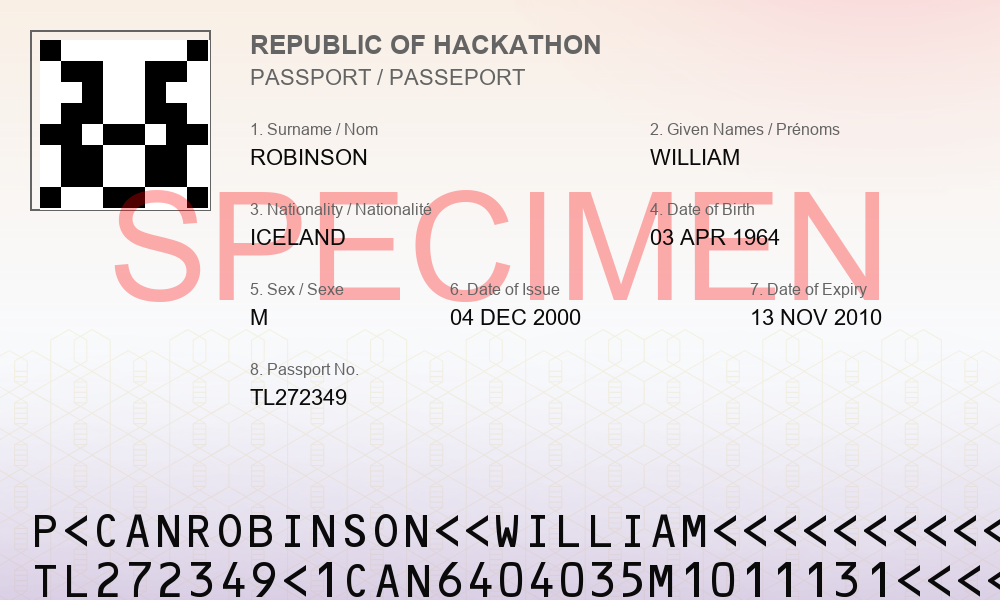 REPUBLIC OF HACKATHON
PASSPORT / PASSEPORT
1. Surname / Nom 2. Given Names / Prénoms
ROBINSON WILLIAM
SPECIMEN
3. Nationality / Nationalité 4. Date of Birth
ICELAND 03 APR 1964
5. Sex / Sexe 6. Date of Issue 7. Date of Expiry
M 04 DEC 2000 13 NOV 2010
8. Passport No.
TL272349
P<CANROBINSON<<WILLIAM<<<<<<<<<<
TL272349<1CAN6404035M1011131<<<<